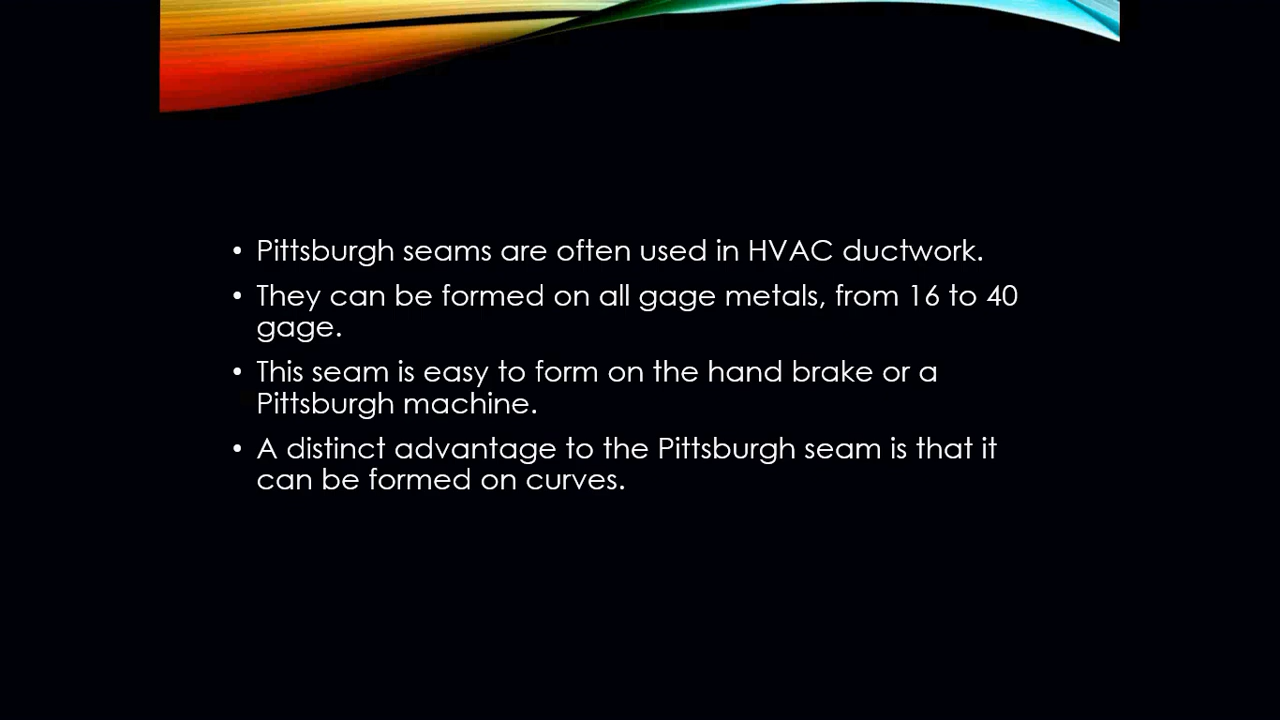 • Pittsburgh seams are often used in HVAC ductwork.
• They can be formed on all gage metals, from 16 to 40
gage.
• This seam is easy to form on the hand brake or a
Pittsburgh machine.
• A distinct advantage to the Pittsburgh seam is that it
can be formed on curves.